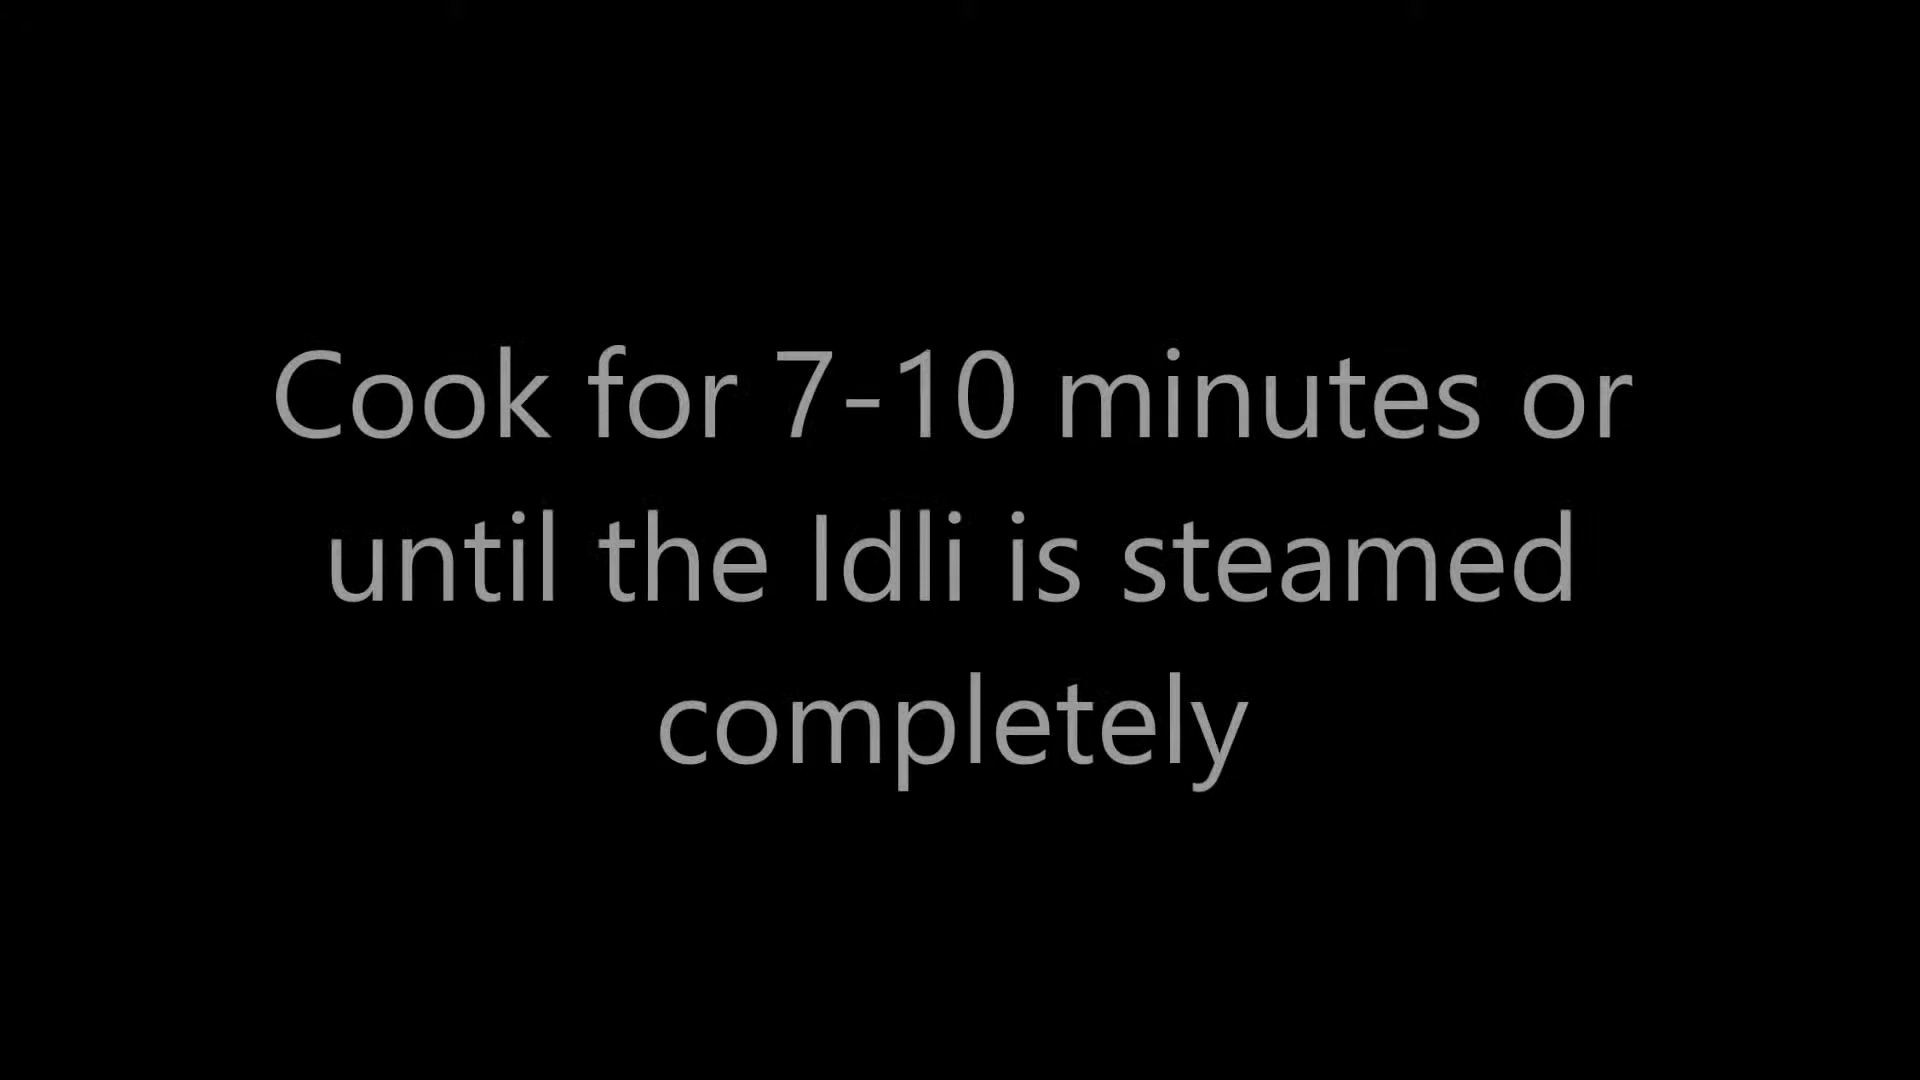 Cook for 7-10 minutes or
until the Idli is steamed
completely